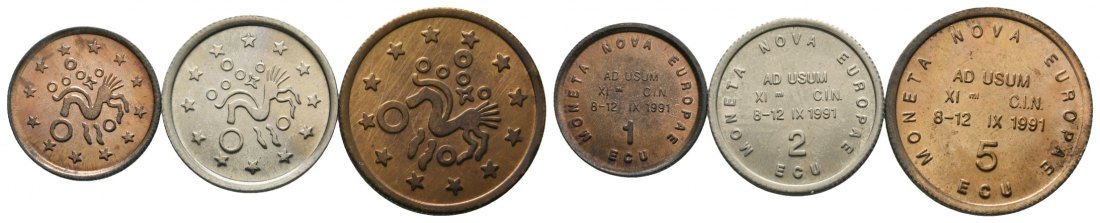 MONETA NOVA EUROPAE
AD USUM
XI C.I.N.
8-12 IX 1991
1
ECU
MONETA NOVA EUROPAE
AD USUM
XI C.I.N.
8-12 IX 1991
2
ECU
MONETA NOVA EUROPAE
AD USUM
XI C.I.N.
8-12 IX 1991
5
ECU